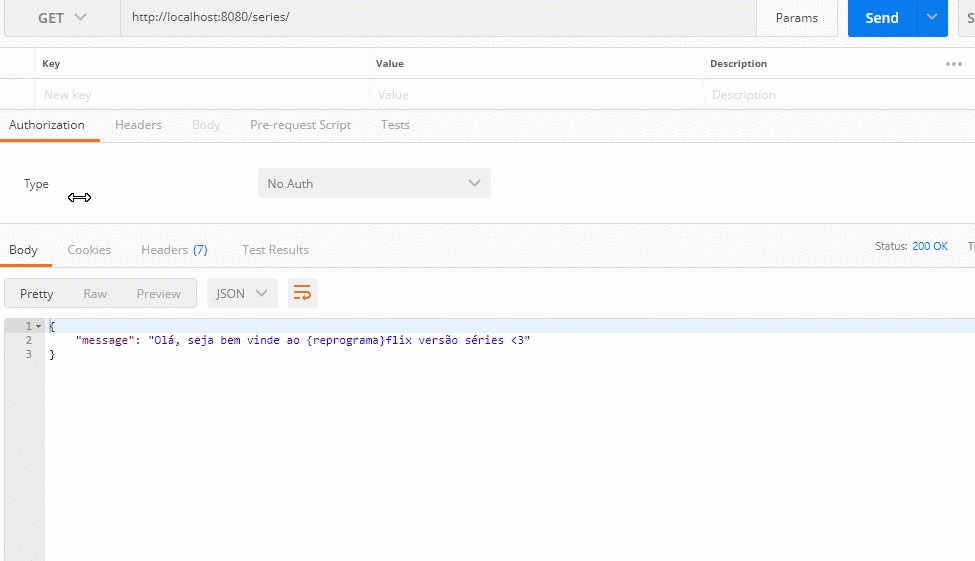 GET http://localhost:8080/series/ Params Send S
Key Value Description
New key Value Description
Authorization Headers Body Pre-request Script Tests
Type No Auth
Body Cookies Headers (7) Test Results Status: 200 OK Ti
Pretty Raw Preview JSON
1 {
2 "message": "Olá, seja bem vinde ao {reprograma}flix versão séries <3"
3 }